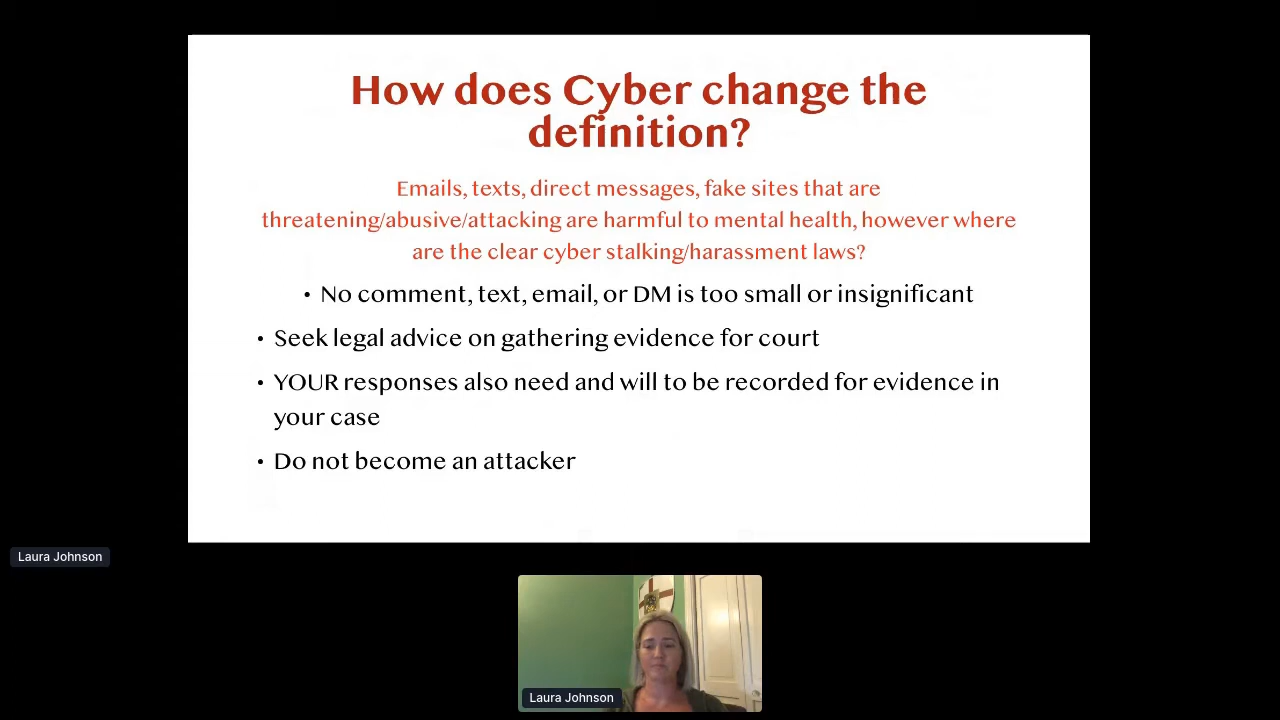 How does Cyber change the
definition?
Emails, texts, direct messages, fake sites that are
threatening/abusive/attacking are harmful to mental health, however where
are the clear cyber stalking/harassment laws?
• No comment, text, email, or DM is too small or insignificant
• Seek legal advice on gathering evidence for court
• YOUR responses also need and will to be recorded for evidence in
your case
• Do not become an attacker
Laura Johnson
Laura Johnson